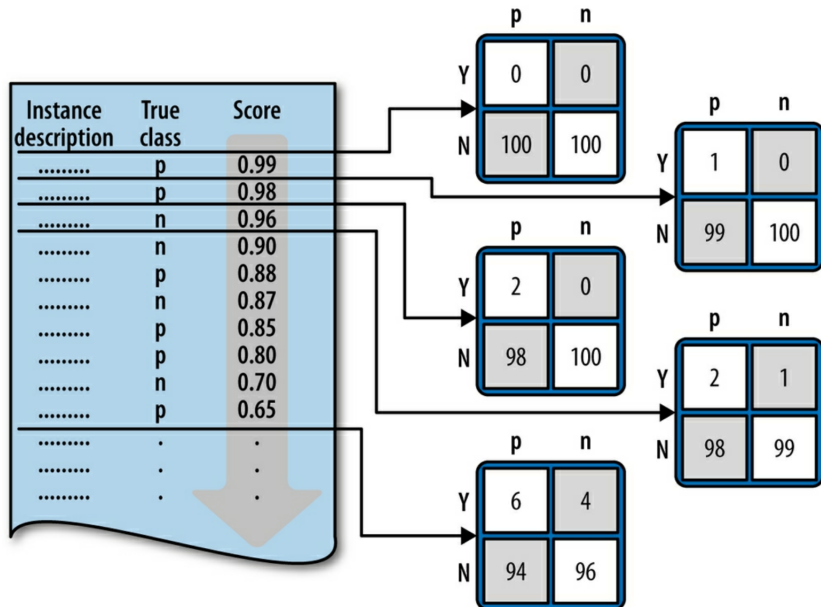 Instance description True class Score
......... p 0.99
......... p 0.98
......... n 0.96
......... n 0.90
......... p 0.88
......... n 0.87
......... p 0.85
......... p 0.80
......... n 0.70
......... p 0.65
......... . .
......... . .
......... . .
p n
Y 0 0
N 100 100
p n
Y 1 0
N 99 100
p n
Y 2 0
N 98 100
p n
Y 2 1
N 98 99
p n
Y 6 4
N 94 96